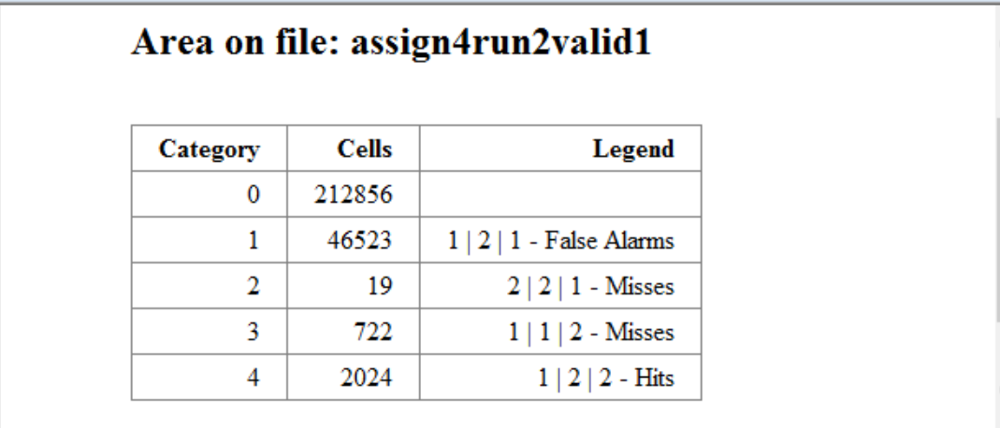 Area on file: assign4run2valid1
Category Cells Legend
0 212856
1 46523 1 | 2 | 1 - False Alarms
2 19 2 | 2 | 1 - Misses
3 722 1 | 1 | 2 - Misses
4 2024 1 | 2 | 2 - Hits